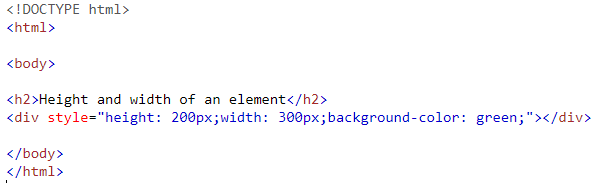 <!DOCTYPE html>
<html>
<body>
<h2>Height and width of an element</h2>
<div style="height: 200px;width: 300px;background-color: green;"></div>
</body>
</html>